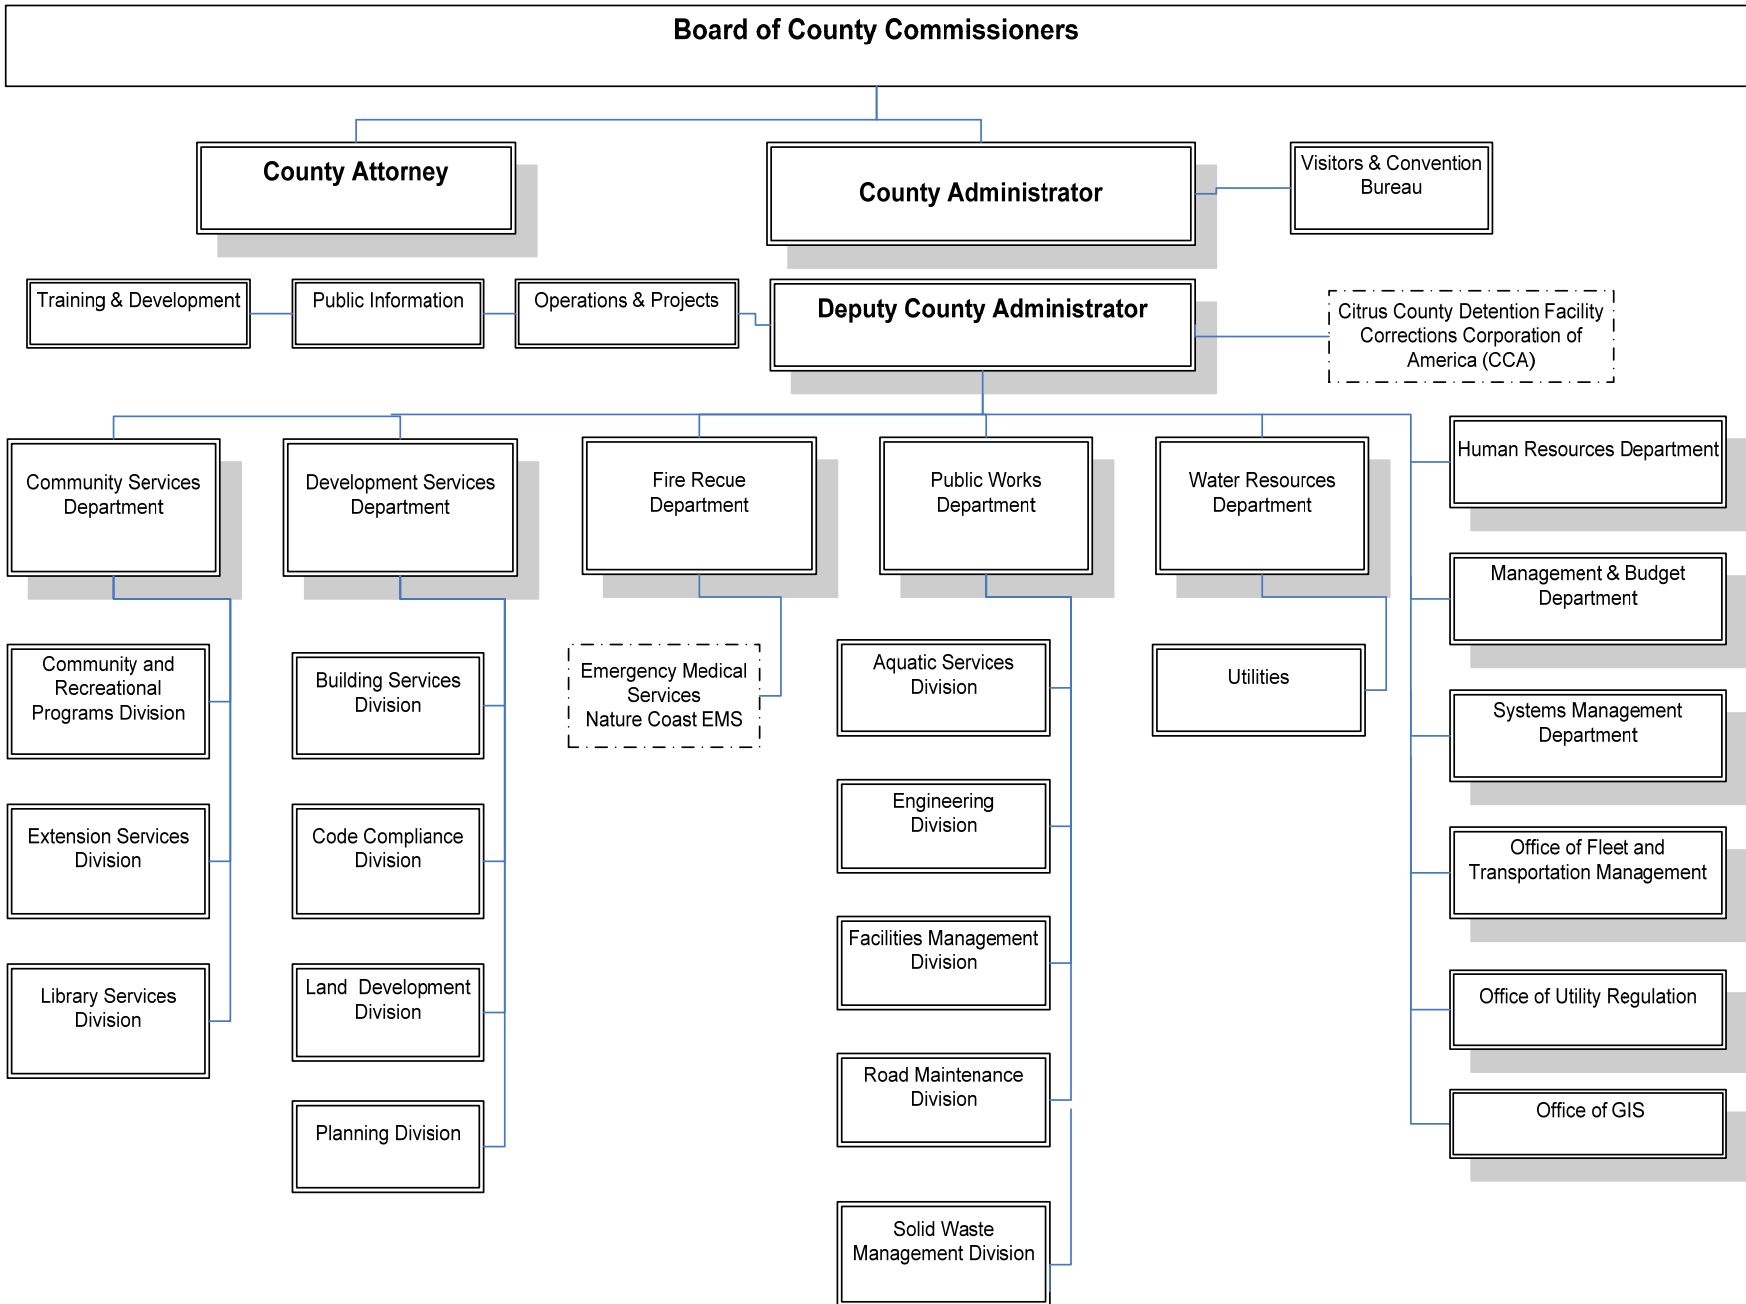 Board of County Commissioners
County Attorney
County Administrator
Visitors & Convention
Bureau
Training & Development
Public Information
Operations & Projects
Deputy County Administrator
Citrus County Detention Facility
Corrections Corporation of
America (CCA)
Community Services
Department
Development Services
Department
Fire Recue
Department
Public Works
Department
Water Resources
Department
Human Resources Department
Management & Budget
Department
Systems Management
Department
Office of Fleet and
Transportation Management
Office of Utility Regulation
Office of GIS
Community and
Recreational
Programs Division
Extension Services
Division
Library Services
Division
Building Services
Division
Code Compliance
Division
Land  Development
Division
Planning Division
Emergency Medical
Services
Nature Coast EMS
Aquatic Services
Division
Engineering
Division
Facilities Management
Division
Road Maintenance
Division
Solid Waste
Management Division
Utilities